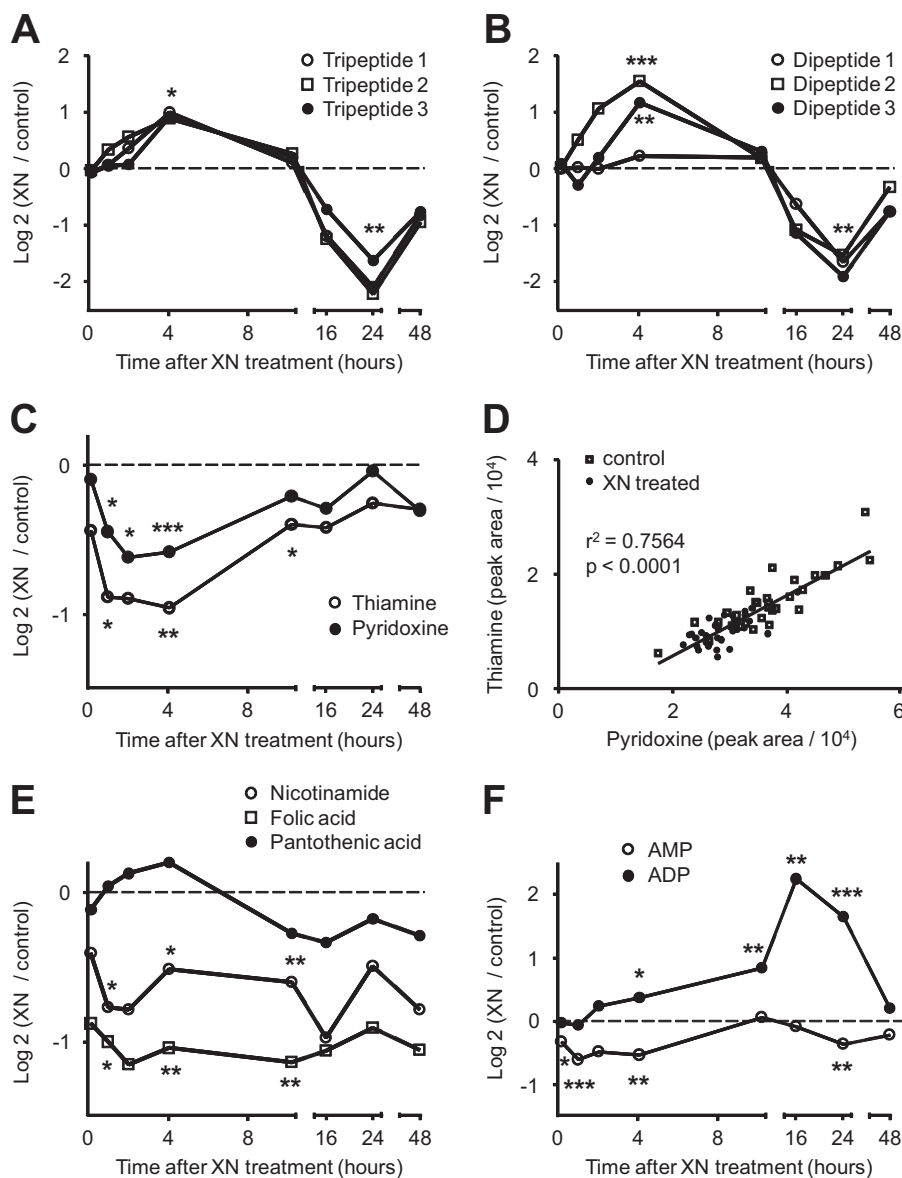 A
Tripeptide 1
Tripeptide 2
Tripeptide 3
*
**
Log 2 (XN / control)
2
1
0
-1
-2
0 4 8 16 24 48
Time after XN treatment (hours)
B
Dipeptide 1
Dipeptide 2
Dipeptide 3
***
**
**
Log 2 (XN / control)
2
1
0
-1
-2
0 4 8 16 24 48
Time after XN treatment (hours)
C
Log 2 (XN / control)
0
-1
*
*
***
*
*
**
Thiamine
Pyridoxine
0 4 8 16 24 48
Time after XN treatment (hours)
D
control
XN treated
r² = 0.7564
p < 0.0001
Thiamine (peak area / 10⁴)
4
2
0
0 2 4 6
Pyridoxine (peak area / 10⁴)
E
Nicotinamide
Folic acid
Pantothenic acid
Log 2 (XN / control)
0
-1
*
*
**
*
**
**
0 4 8 16 24 48
Time after XN treatment (hours)
F
AMP
ADP
Log 2 (XN / control)
2
1
0
-1
**
***
**
*
*
***
**
**
0 4 8 16 24 48
Time after XN treatment (hours)